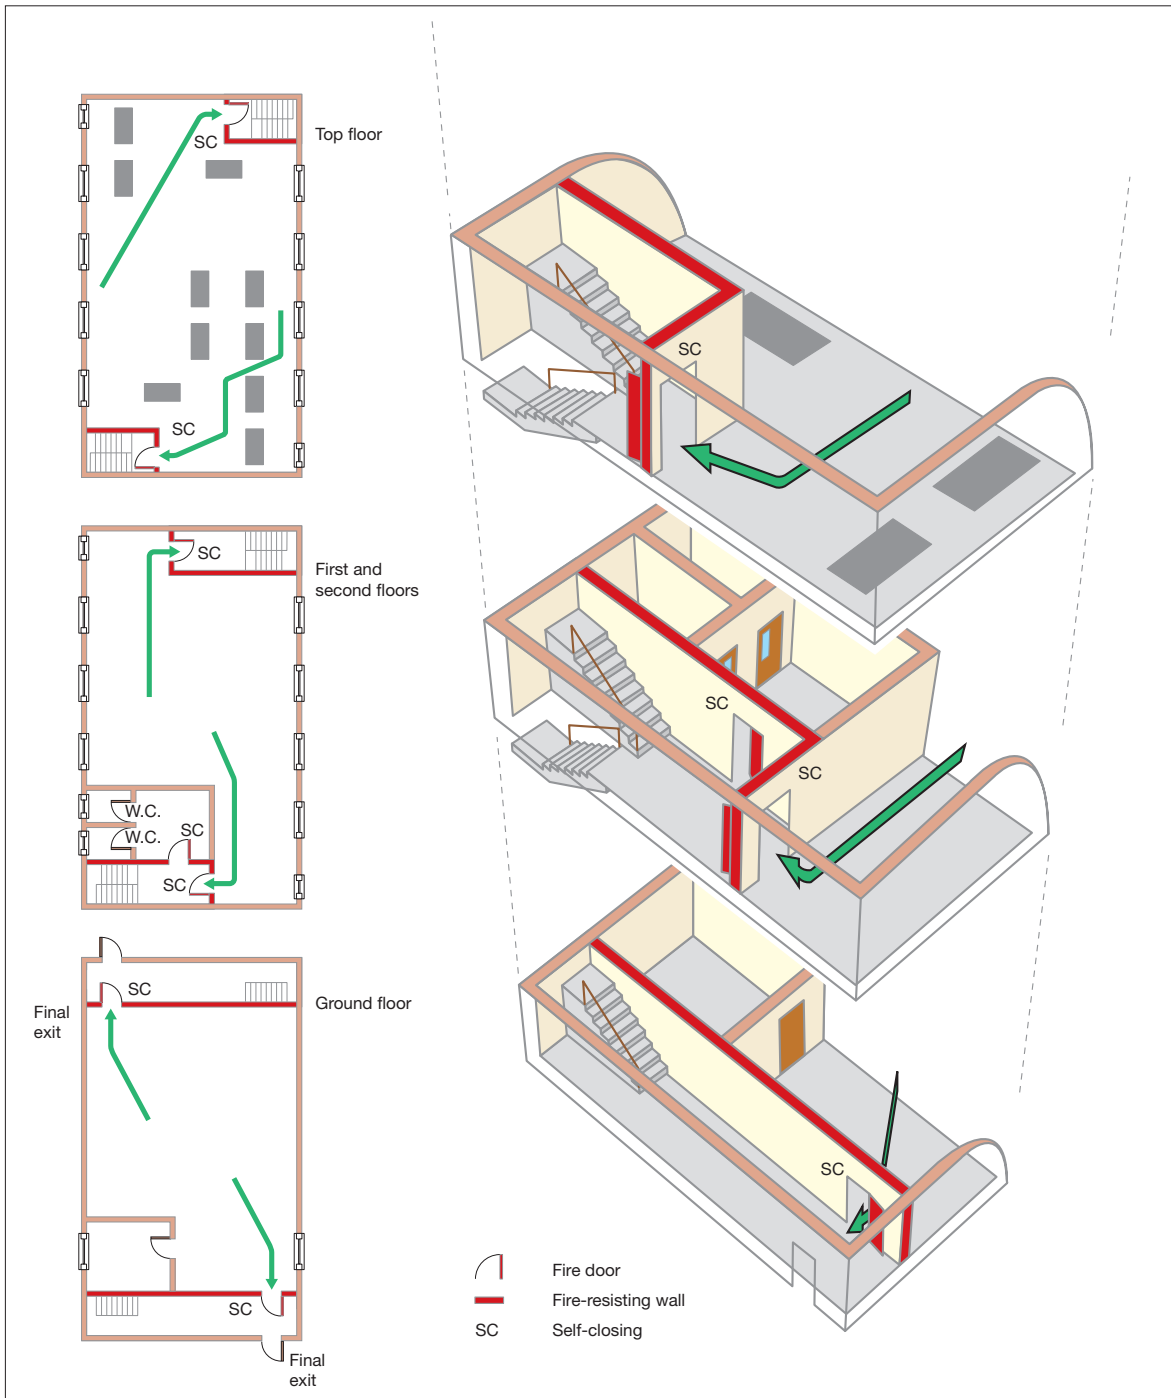 SC
Top floor
SC
SC
First and
second floors
W.C.
W.C.
SC
SC
SC
Final
exit
Ground floor
SC
Final
exit
SC
SC
SC
SC
Fire door
Fire-resisting wall
SC
Self-closing